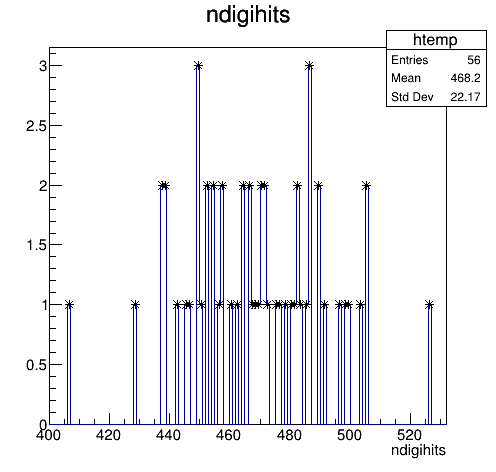 ndigihits
htemp
Entries 56
Mean 468.2
Std Dev 22.17
3
2.5
2
1.5
1
0.5
0
400 420 440 460 480 500 520
ndigihits